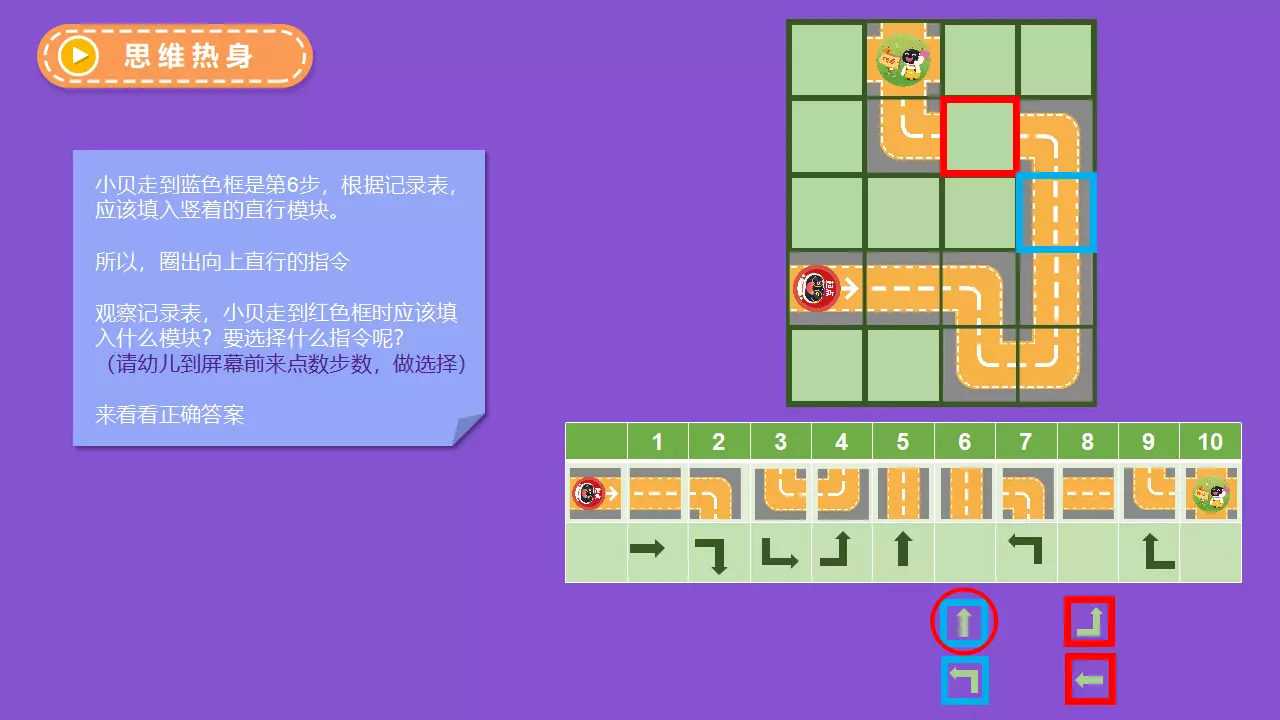 思维热身
小贝走到蓝色框是第6步，根据记录表，
应该填入竖着的直行模块。
所以，圈出向上直行的指令
观察记录表，小贝走到红色框时应该填
入什么模块？要选择什么指令呢？
（请幼儿到屏幕前来点数步数，做选择）
来看看正确答案
1 2 3 4 5 6 7 8 9 10